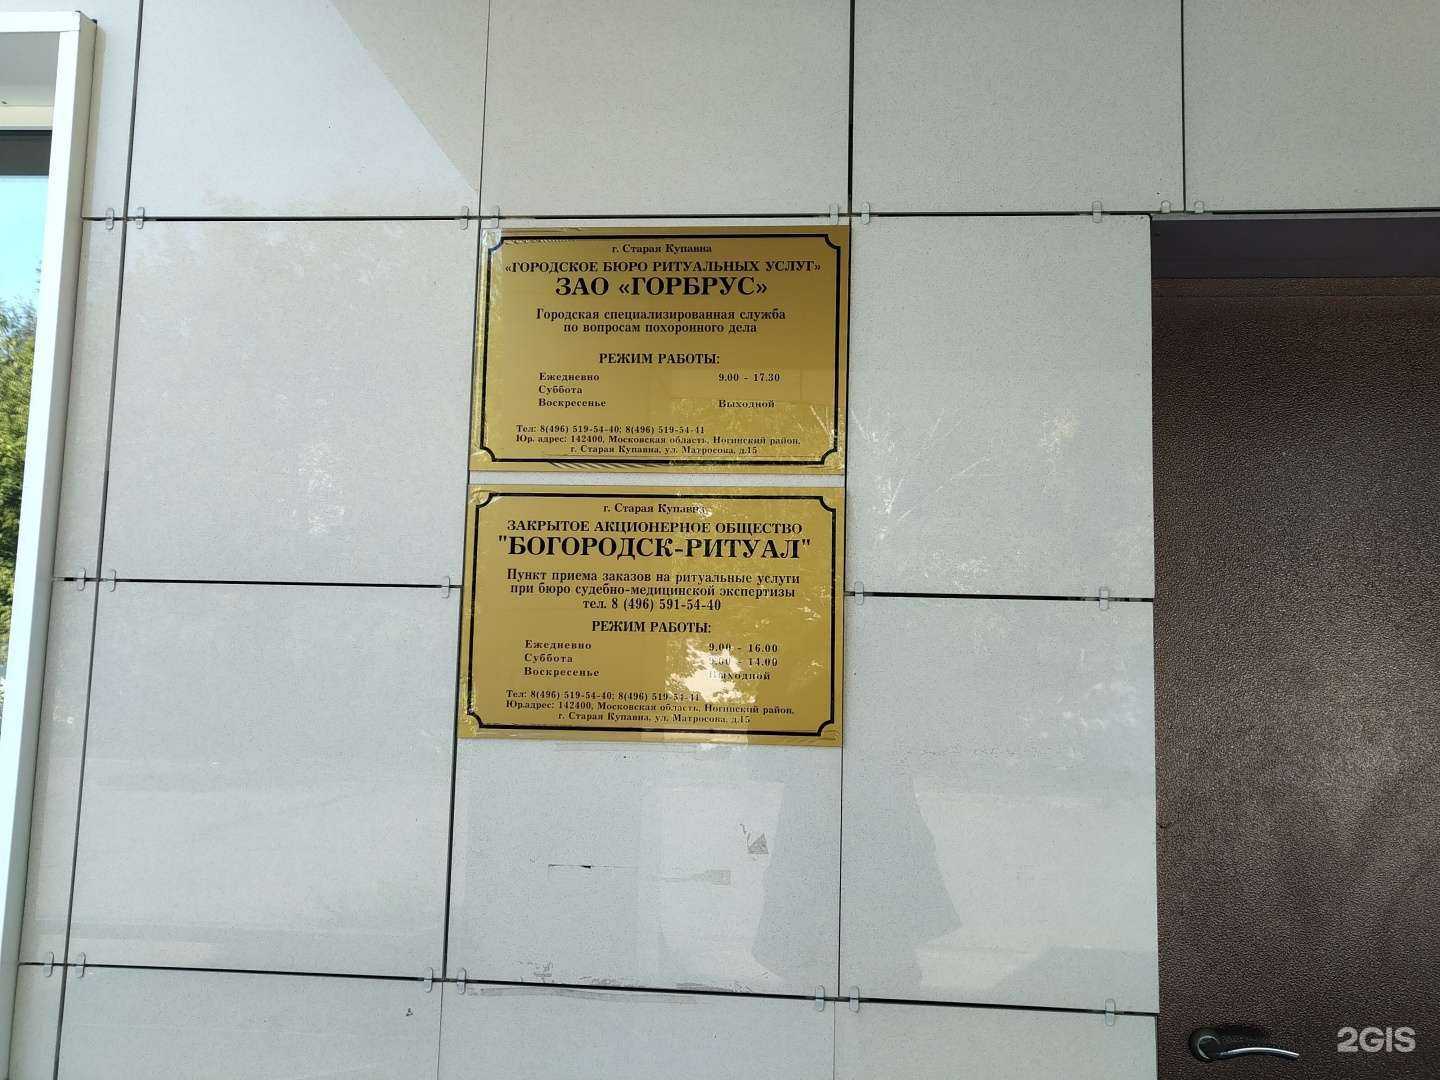 г. Старая Купавна
«ГОРОДСКОЕ БЮРО РИТУАЛЬНЫХ УСЛУГ»
ЗАО «ГОРБРУС»
Городская специализированная служба
по вопросам похоронного дела
РЕЖИМ РАБОТЫ:
Ежедневно 9.00 - 17.30
Суббота
Воскресенье Выходной
Тел: 8(496) 519-54-40; 8(496) 519-54-41
Юр. адрес: 142400, Московская область, Ногинский район,
г. Старая Купавна, ул. Матросова, д.15
г. Старая Купавна
ЗАКРЫТОЕ АКЦИОНЕРНОЕ ОБЩЕСТВО
"БОГОРОДСК-РИТУАЛ"
Пункт приема заказов на ритуальные услуги
при бюро судебно-медицинской экспертизы
тел. 8 (496) 591-54-40
РЕЖИМ РАБОТЫ:
Ежедневно 9.00 - 16.00
Суббота - 14.00
Воскресенье Выходной
Тел: 8(496) 519-54-40; 8(496) 519-54-41
Юр.адрес: 142400, Московская область, Ногинский район,
г. Старая Купавна, ул. Матросова, д.15
2GIS